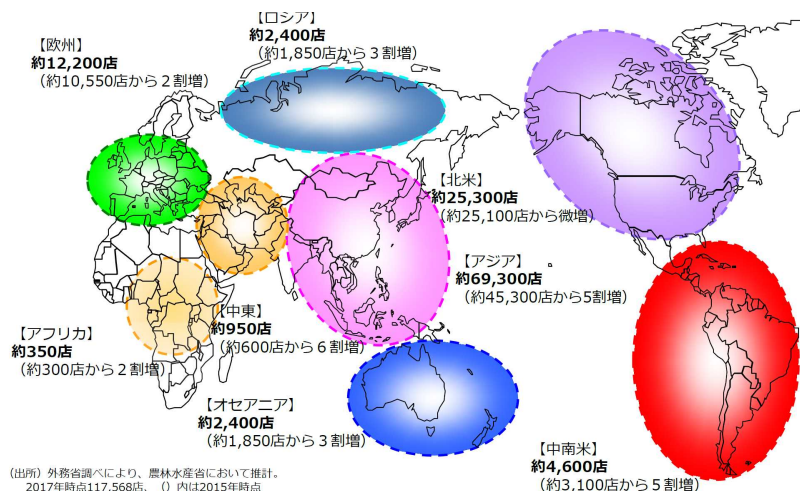 【ロシア】
約2,400店
（約1,850店から３割増）
【欧州】
約12,200店
（約10,550店から２割増）
【北米】
約25,300店
（約25,100店から微増）
【アジア】
約69,300店
（約45,300店から5割増）
【中東】
約950店
（約600店から６割増）
【アフリカ】
約350店
（約300店から２割増）
【オセアニア】
約2,400店
（約1,850店から３割増）
【中南米】
約4,600店
（約3,100店から５割増）
（出所）外務省調べにより、農林水産省において推計。
2017年時点117,568店、（）内は2015年時点